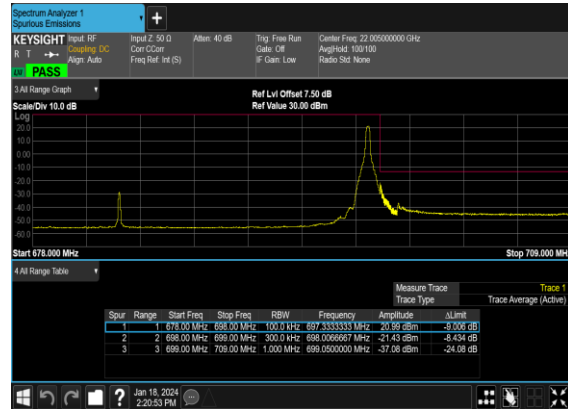 Spectrum Analyzer 1
Spurious Emissions
KEYSIGHT Input: RF Input Z: 50 Ω Atten: 40 dB Trig: Free Run Center Freq: 22.005000000 GHz
R T Coupling: DC Corr CCorr Gate: Off Avg|Hold: 100/100
Align: Auto Freq Ref: Int (S) IF Gain: Low Radio Std: None
LW PASS
3 All Range Graph
Ref Lvl Offset 7.50 dB
Scale/Div 10.0 dB Ref Value 30.00 dBm
Log
20.0
10.0
0.00
-10.0
-20.0
-30.0
-40.0
-50.0
-60.0
Start 678.000 MHz Stop 709.000 MH
4 All Range Table
Measure Trace Trace 1
Trace Type Trace Average (Active)
Spur Range Start Freq Stop Freq RBW Frequency Amplitude ΔLimit
1 1 678.00 MHz 698.00 MHz 100.0 kHz 697.3333333 MHz 20.99 dBm -9.006 dB
2 2 698.00 MHz 699.00 MHz 300.0 kHz 698.0066667 MHz -21.43 dBm -8.434 dB
3 3 699.00 MHz 709.00 MHz 1.000 MHz 699.0500000 MHz -37.08 dBm -24.08 dB
? Jan 18, 2024
2:20:53 PM